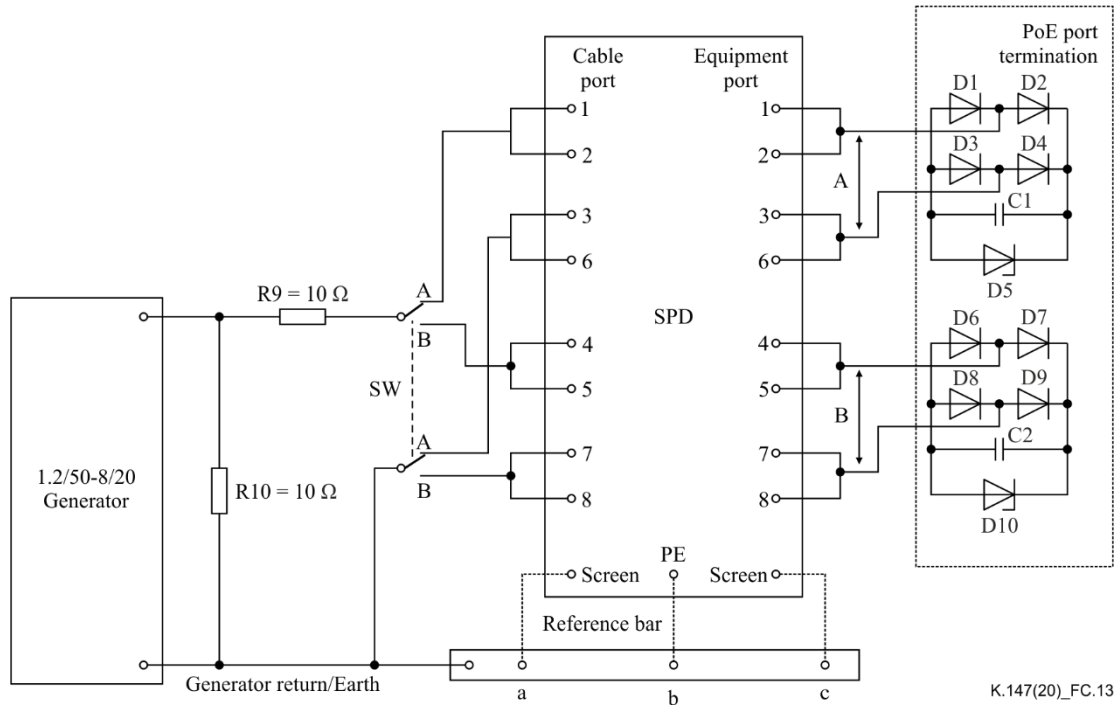 Cable port
Equipment port
PoE port termination
D1
D2
D3
D4
C1
D5
D6
D7
D8
D9
C2
D10
1
2
3
6
4
5
7
8
1
2
3
6
4
5
7
8
A
B
SPD
R9 = 10 Ω
A
B
SW
A
B
1.2/50-8/20 Generator
R10 = 10 Ω
PE
Screen
Screen
Reference bar
Generator return/Earth
a
b
c
K.147(20)_FC.13